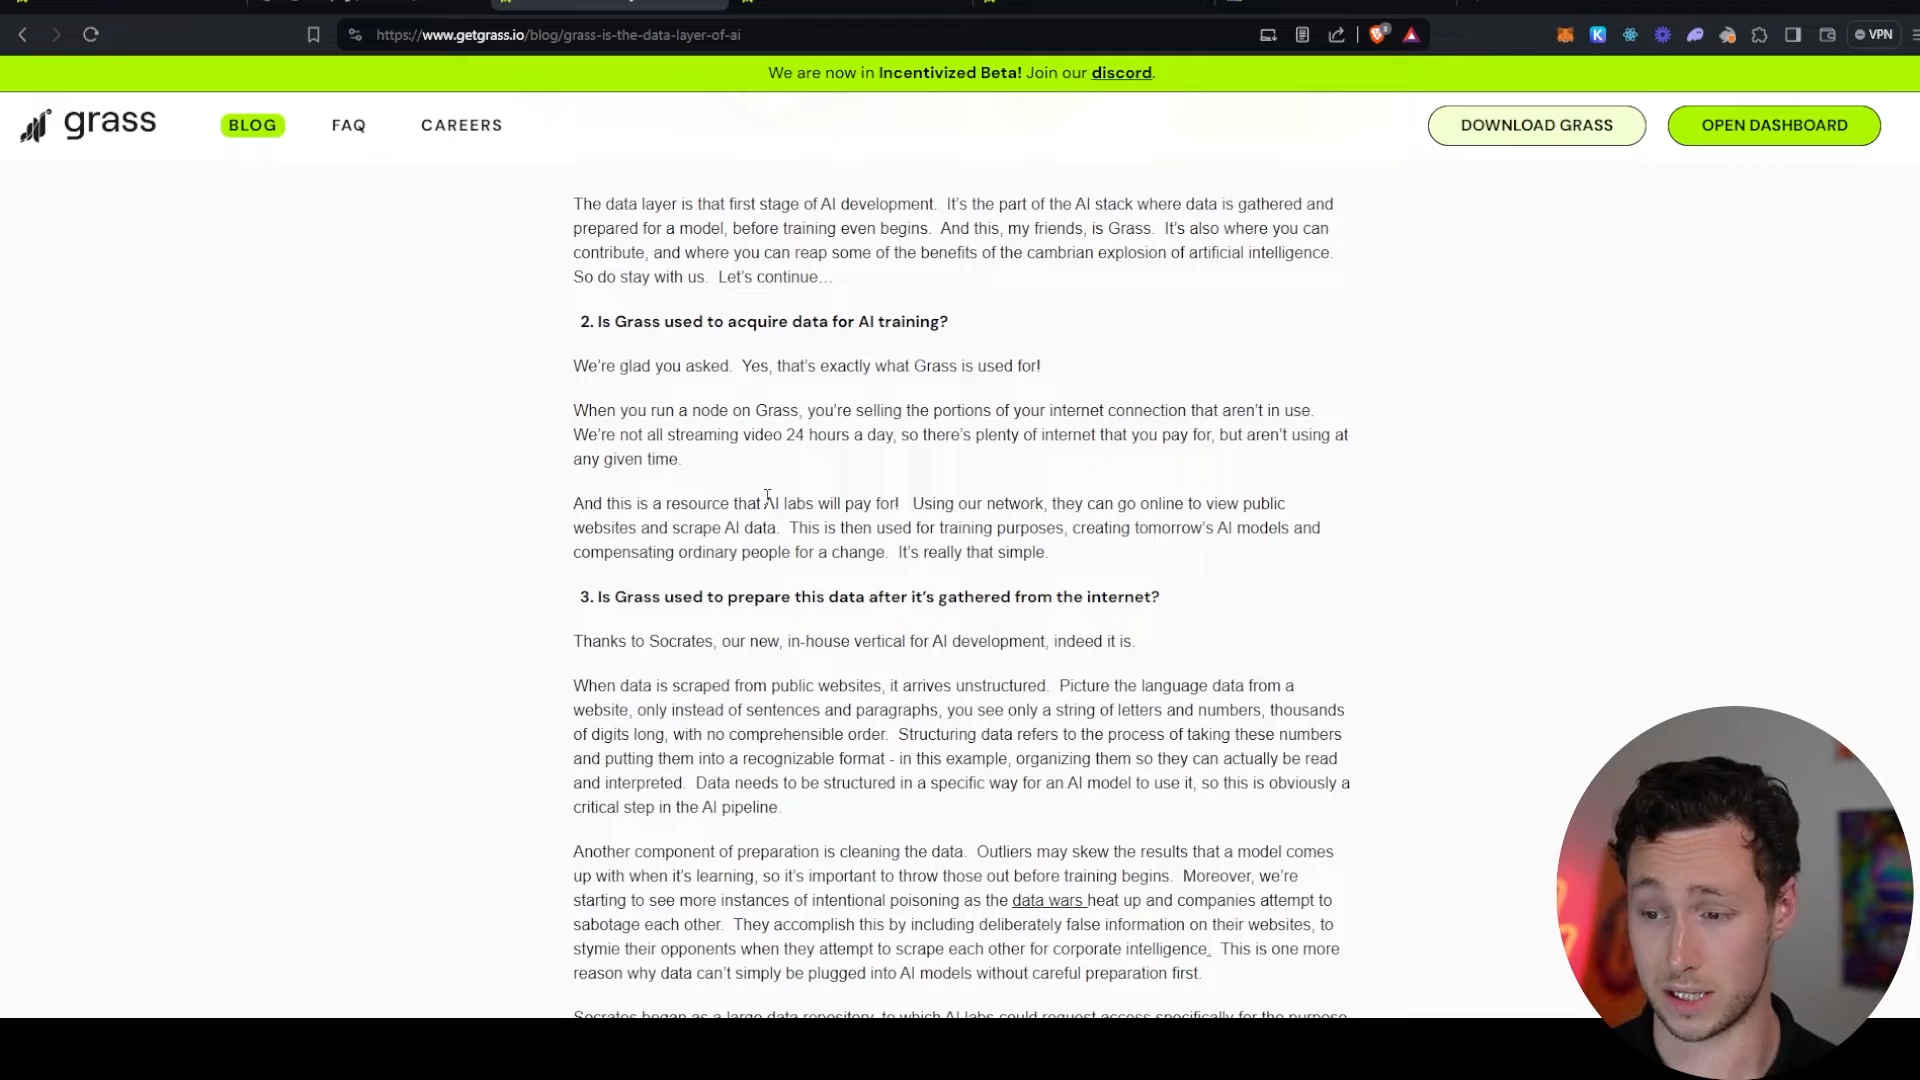 https://www.getgrass.io/blog/grass-is-the-data-layer-of-ai
VPN
We are now in Incentivized Beta! Join our discord.
grass
BLOG
FAQ
CAREERS
DOWNLOAD GRASS
OPEN DASHBOARD
The data layer is that first stage of AI development. It's the part of the AI stack where data is gathered and
prepared for a model, before training even begins. And this, my friends, is Grass. It's also where you can
contribute, and where you can reap some of the benefits of the cambrian explosion of artificial intelligence.
So do stay with us. Let's continue…
2. Is Grass used to acquire data for AI training?
We're glad you asked. Yes, that's exactly what Grass is used for!
When you run a node on Grass, you're selling the portions of your internet connection that aren't in use.
We're not all streaming video 24 hours a day, so there's plenty of internet that you pay for, but aren't using at
any given time.
And this is a resource that AI labs will pay for! Using our network, they can go online to view public
websites and scrape AI data. This is then used for training purposes, creating tomorrow's AI models and
compensating ordinary people for a change. It's really that simple.
3. Is Grass used to prepare this data after it's gathered from the internet?
Thanks to Socrates, our new, in-house vertical for AI development, indeed it is.
When data is scraped from public websites, it arrives unstructured. Picture the language data from a
website, only instead of sentences and paragraphs, you see only a string of letters and numbers, thousands
of digits long, with no comprehensible order. Structuring data refers to the process of taking these numbers
and putting them into a recognizable format - in this example, organizing them so they can actually be read
and interpreted. Data needs to be structured in a specific way for an AI model to use it, so this is obviously a
critical step in the AI pipeline.
Another component of preparation is cleaning the data. Outliers may skew the results that a model comes
up with when it's learning, so it's important to throw those out before training begins. Moreover, we're
starting to see more instances of intentional poisoning as the data wars heat up and companies attempt to
sabotage each other. They accomplish this by including deliberately false information on their websites, to
stymie their opponents when they attempt to scrape each other for corporate intelligence. This is one more
reason why data can't simply be plugged into AI models without careful preparation first.
Socrates began as a large data repository, to which AI labs could request access specifically for the purpose